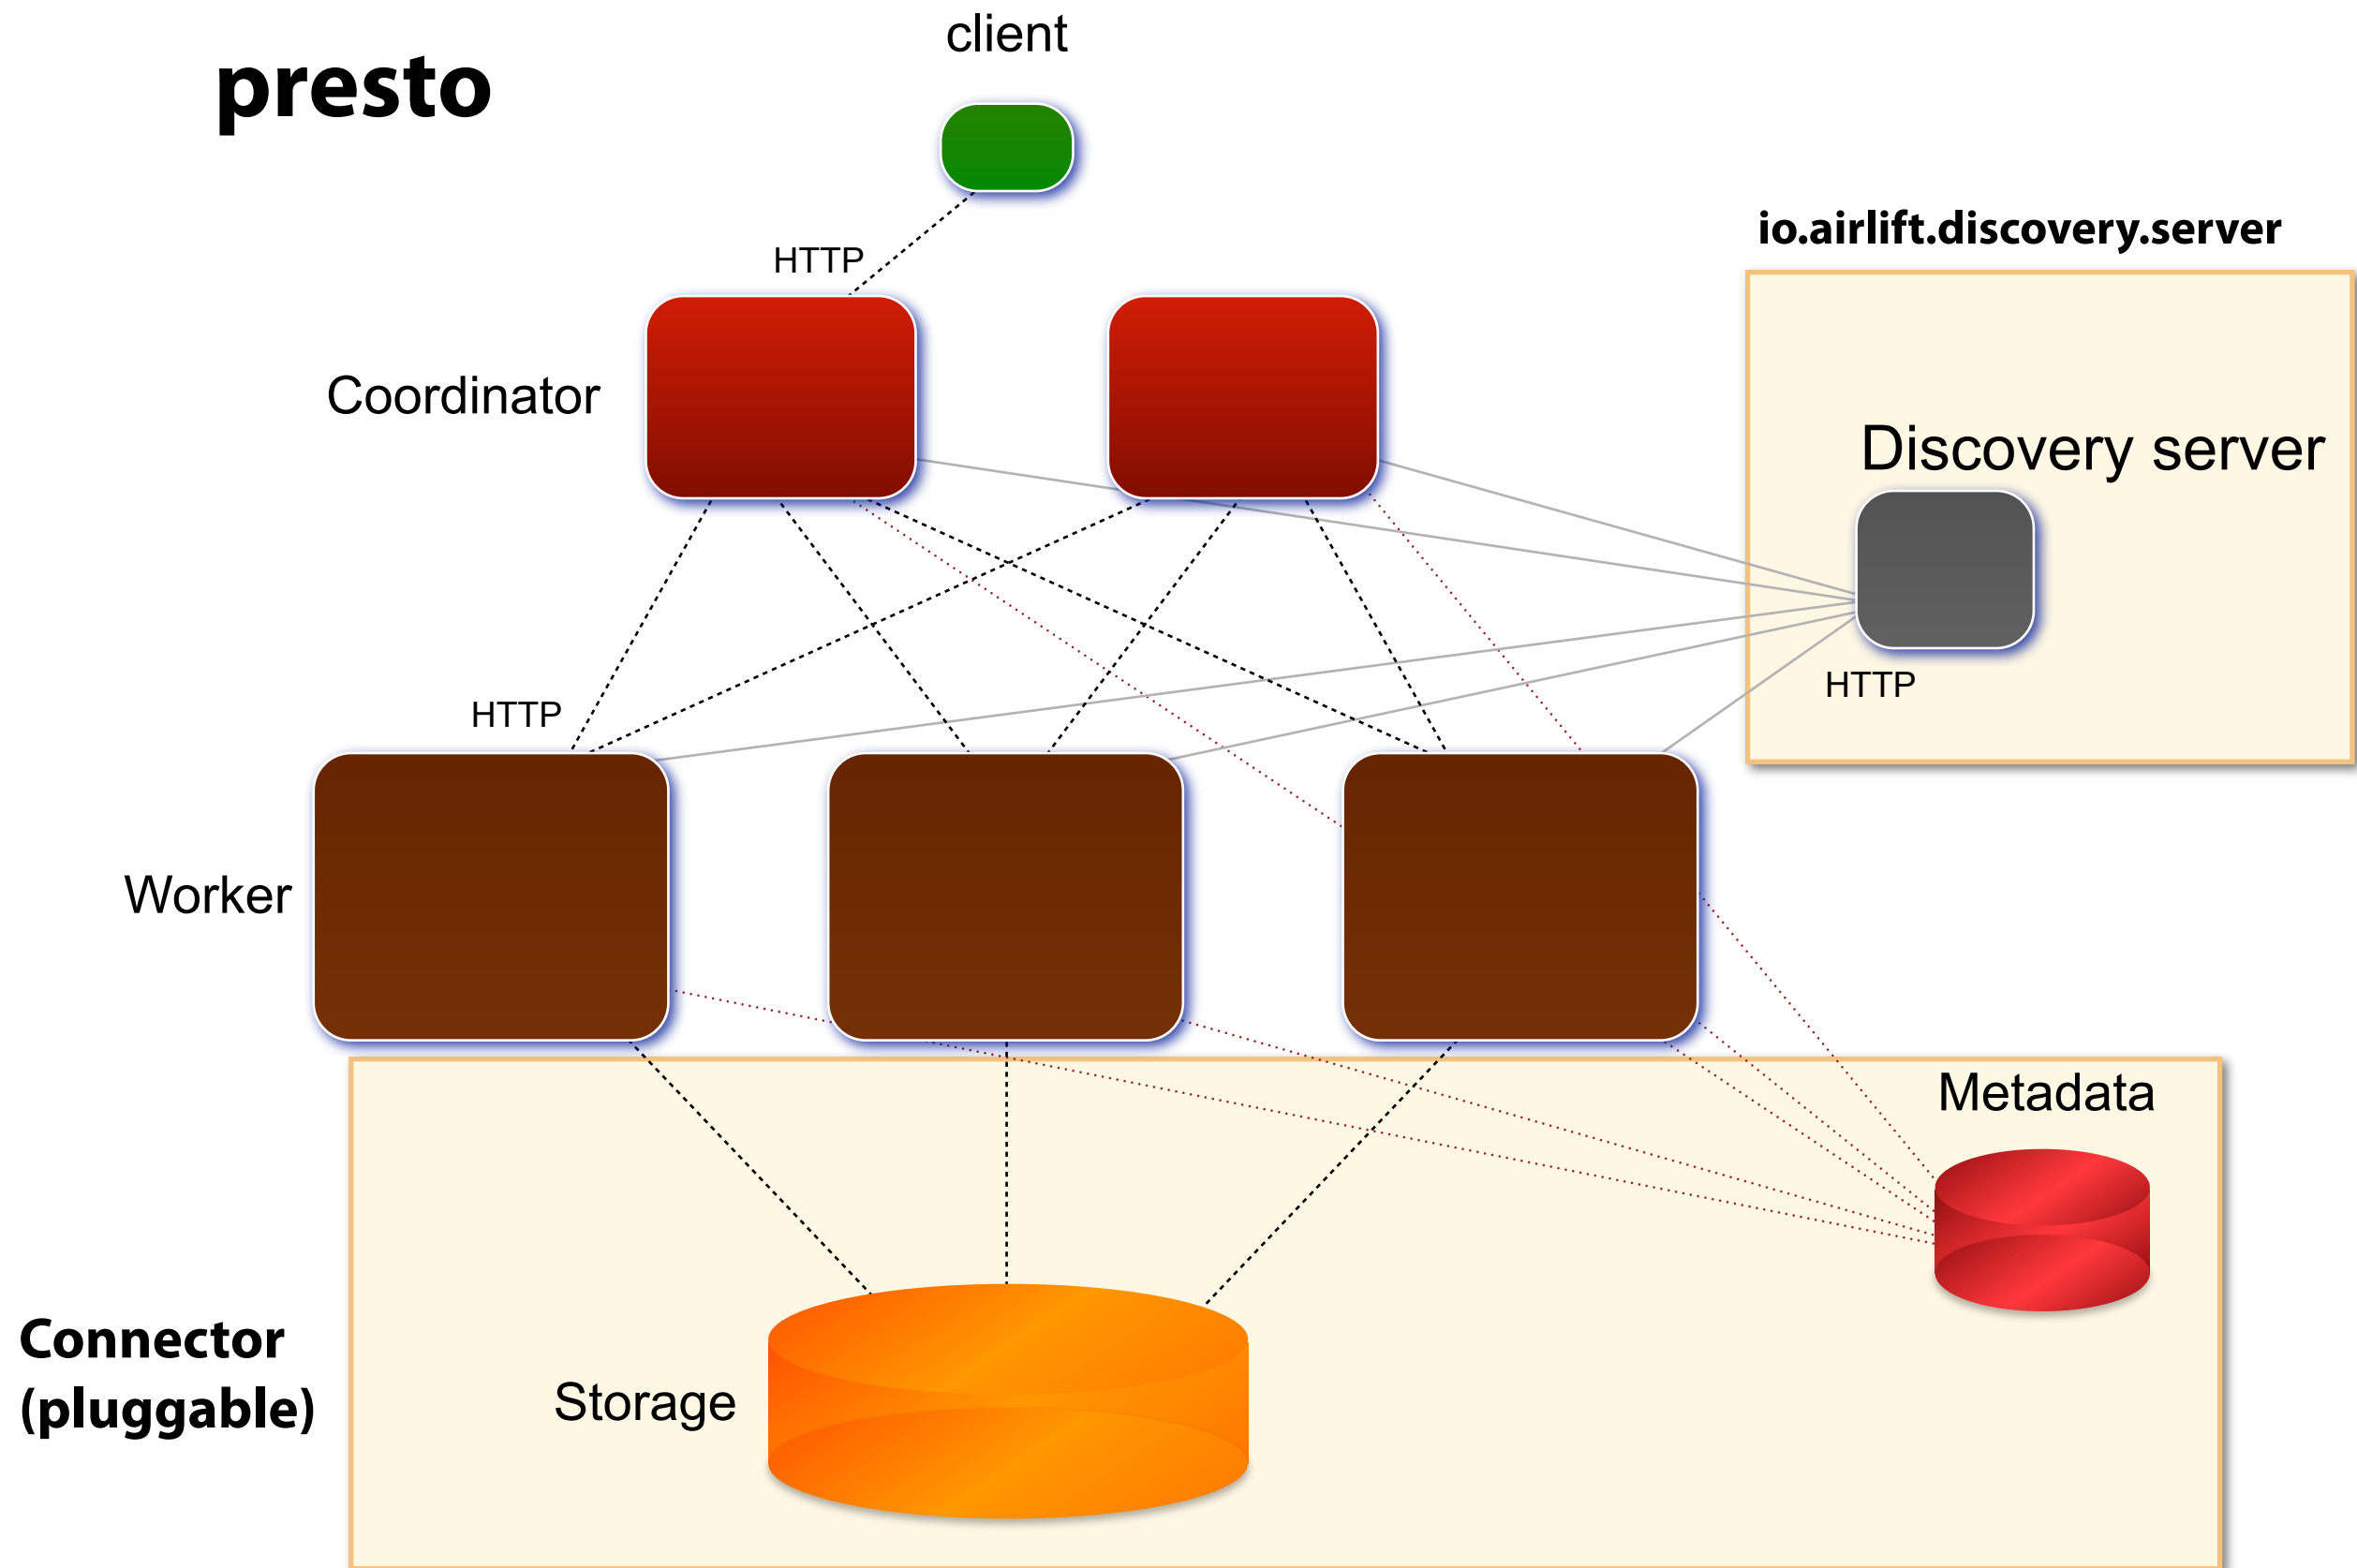 client
presto
io.airlift.discovery.server
HTTP
Coordinator
Discovery server
HTTP
HTTP
Worker
Metadata
Connector
(pluggable)
Storage